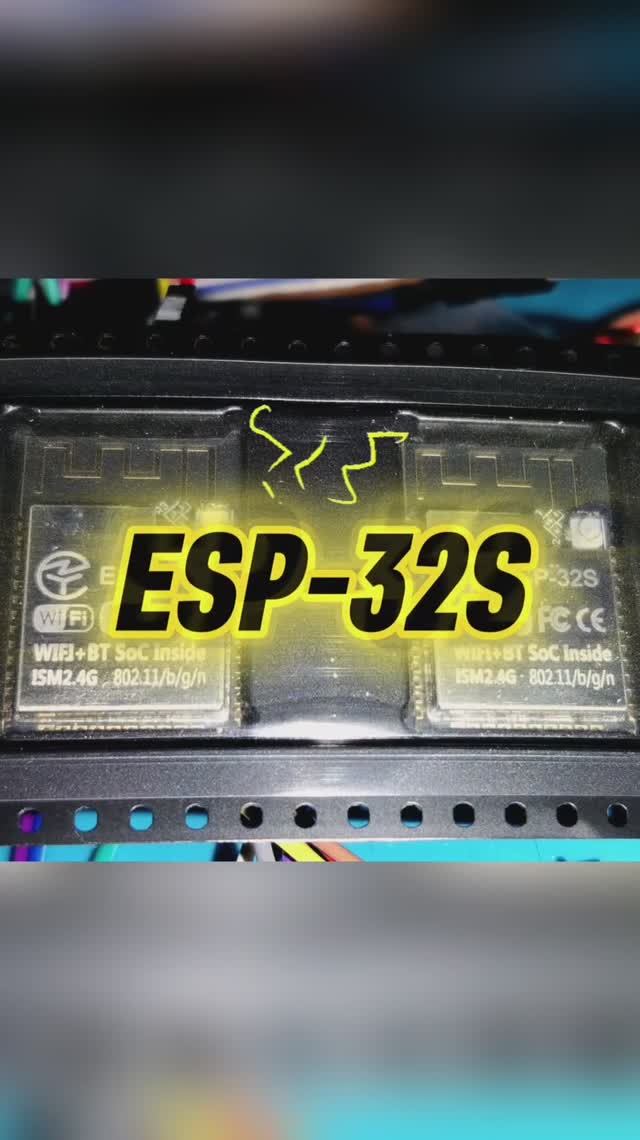 ESP-32S
WiFi
WIFI+BT SoC inside
ISM2.4G 802.11/b/g/n
P-32S
FC CE
WIFI+BT SoC inside
ISM2.4G 802.11/b/g/n